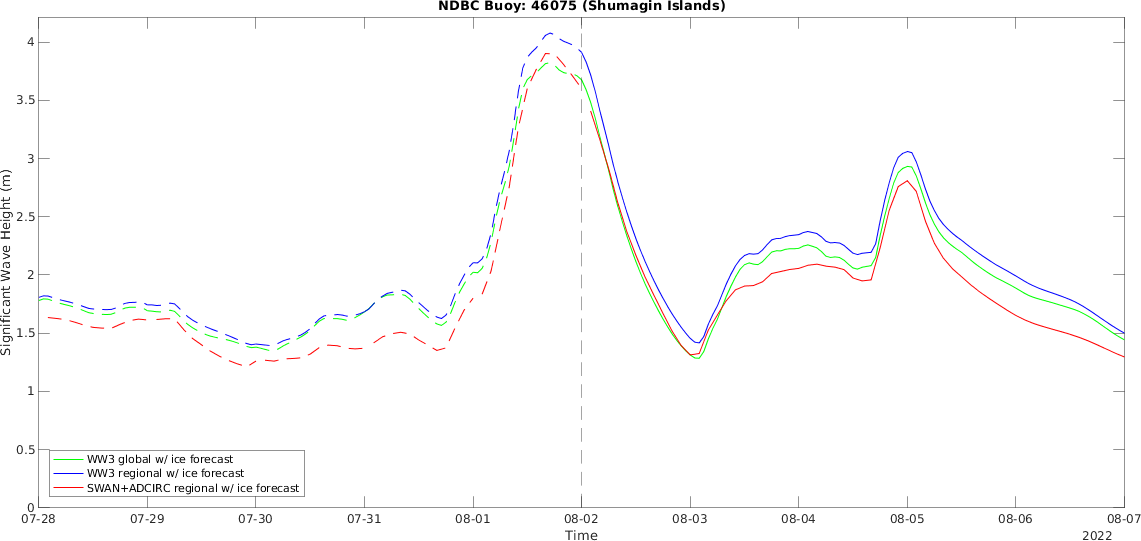 NDBC Buoy: 46075 (Shumagin Islands)
Significant Wave Height (m)
4
3.5
3
2.5
2
1.5
1
0.5
0
WW3 global w/ ice forecast
WW3 regional w/ ice forecast
SWAN+ADCIRC regional w/ ice forecast
07-28 07-29 07-30 07-31 08-01 08-02 08-03 08-04 08-05 08-06 08-07
Time
2022